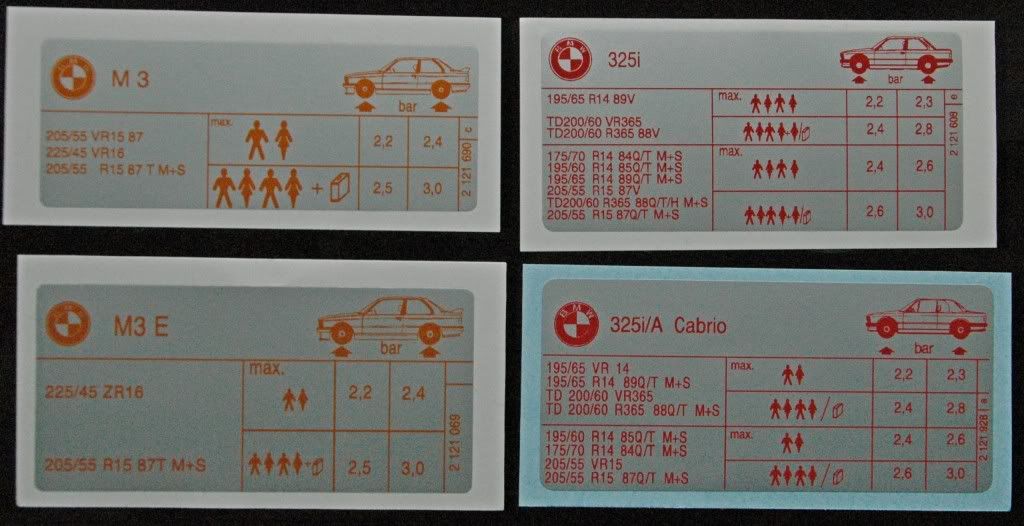 BMW
M 3
bar
205/55 VR15 87
225/45 VR16
205/55 R15 87 T M+S
max.
2,2 2,4
+
2,5 3,0
2 121 690 c
BMW
325i
bar
195/65 R14 89V
max.
2,2 2,3
TD200/60 VR365
TD200/60 R365 88V
2,4 2,8
175/70 R14 84Q/T M+S
195/60 R14 85Q/T M+S
195/65 R14 89Q/T M+S
205/55 R15 87V
TD200/60 R365 88Q/T/H M+S
205/55 R15 87Q/T M+S
max.
2,4 2,6
2,6 3,0
2 121 609 e
BMW
M3 E
bar
225/45 ZR16
max.
2,2 2,4
205/55 R15 87T M+S
+
2,5 3,0
2 121 069
BMW
325i/A Cabrio
bar
195/65 VR 14
195/65 R14 89Q/T M+S
TD 200/60 VR365
TD 200/60 R365 88Q/T M+S
max.
2,2 2,3
/
2,4 2,8
195/60 R14 85Q/T M+S
175/70 R14 84Q/T M+S
205/55 VR15
205/55 R15 87Q/T M+S
max.
2,4 2,6
/
2,6 3,0
2 121 928 a